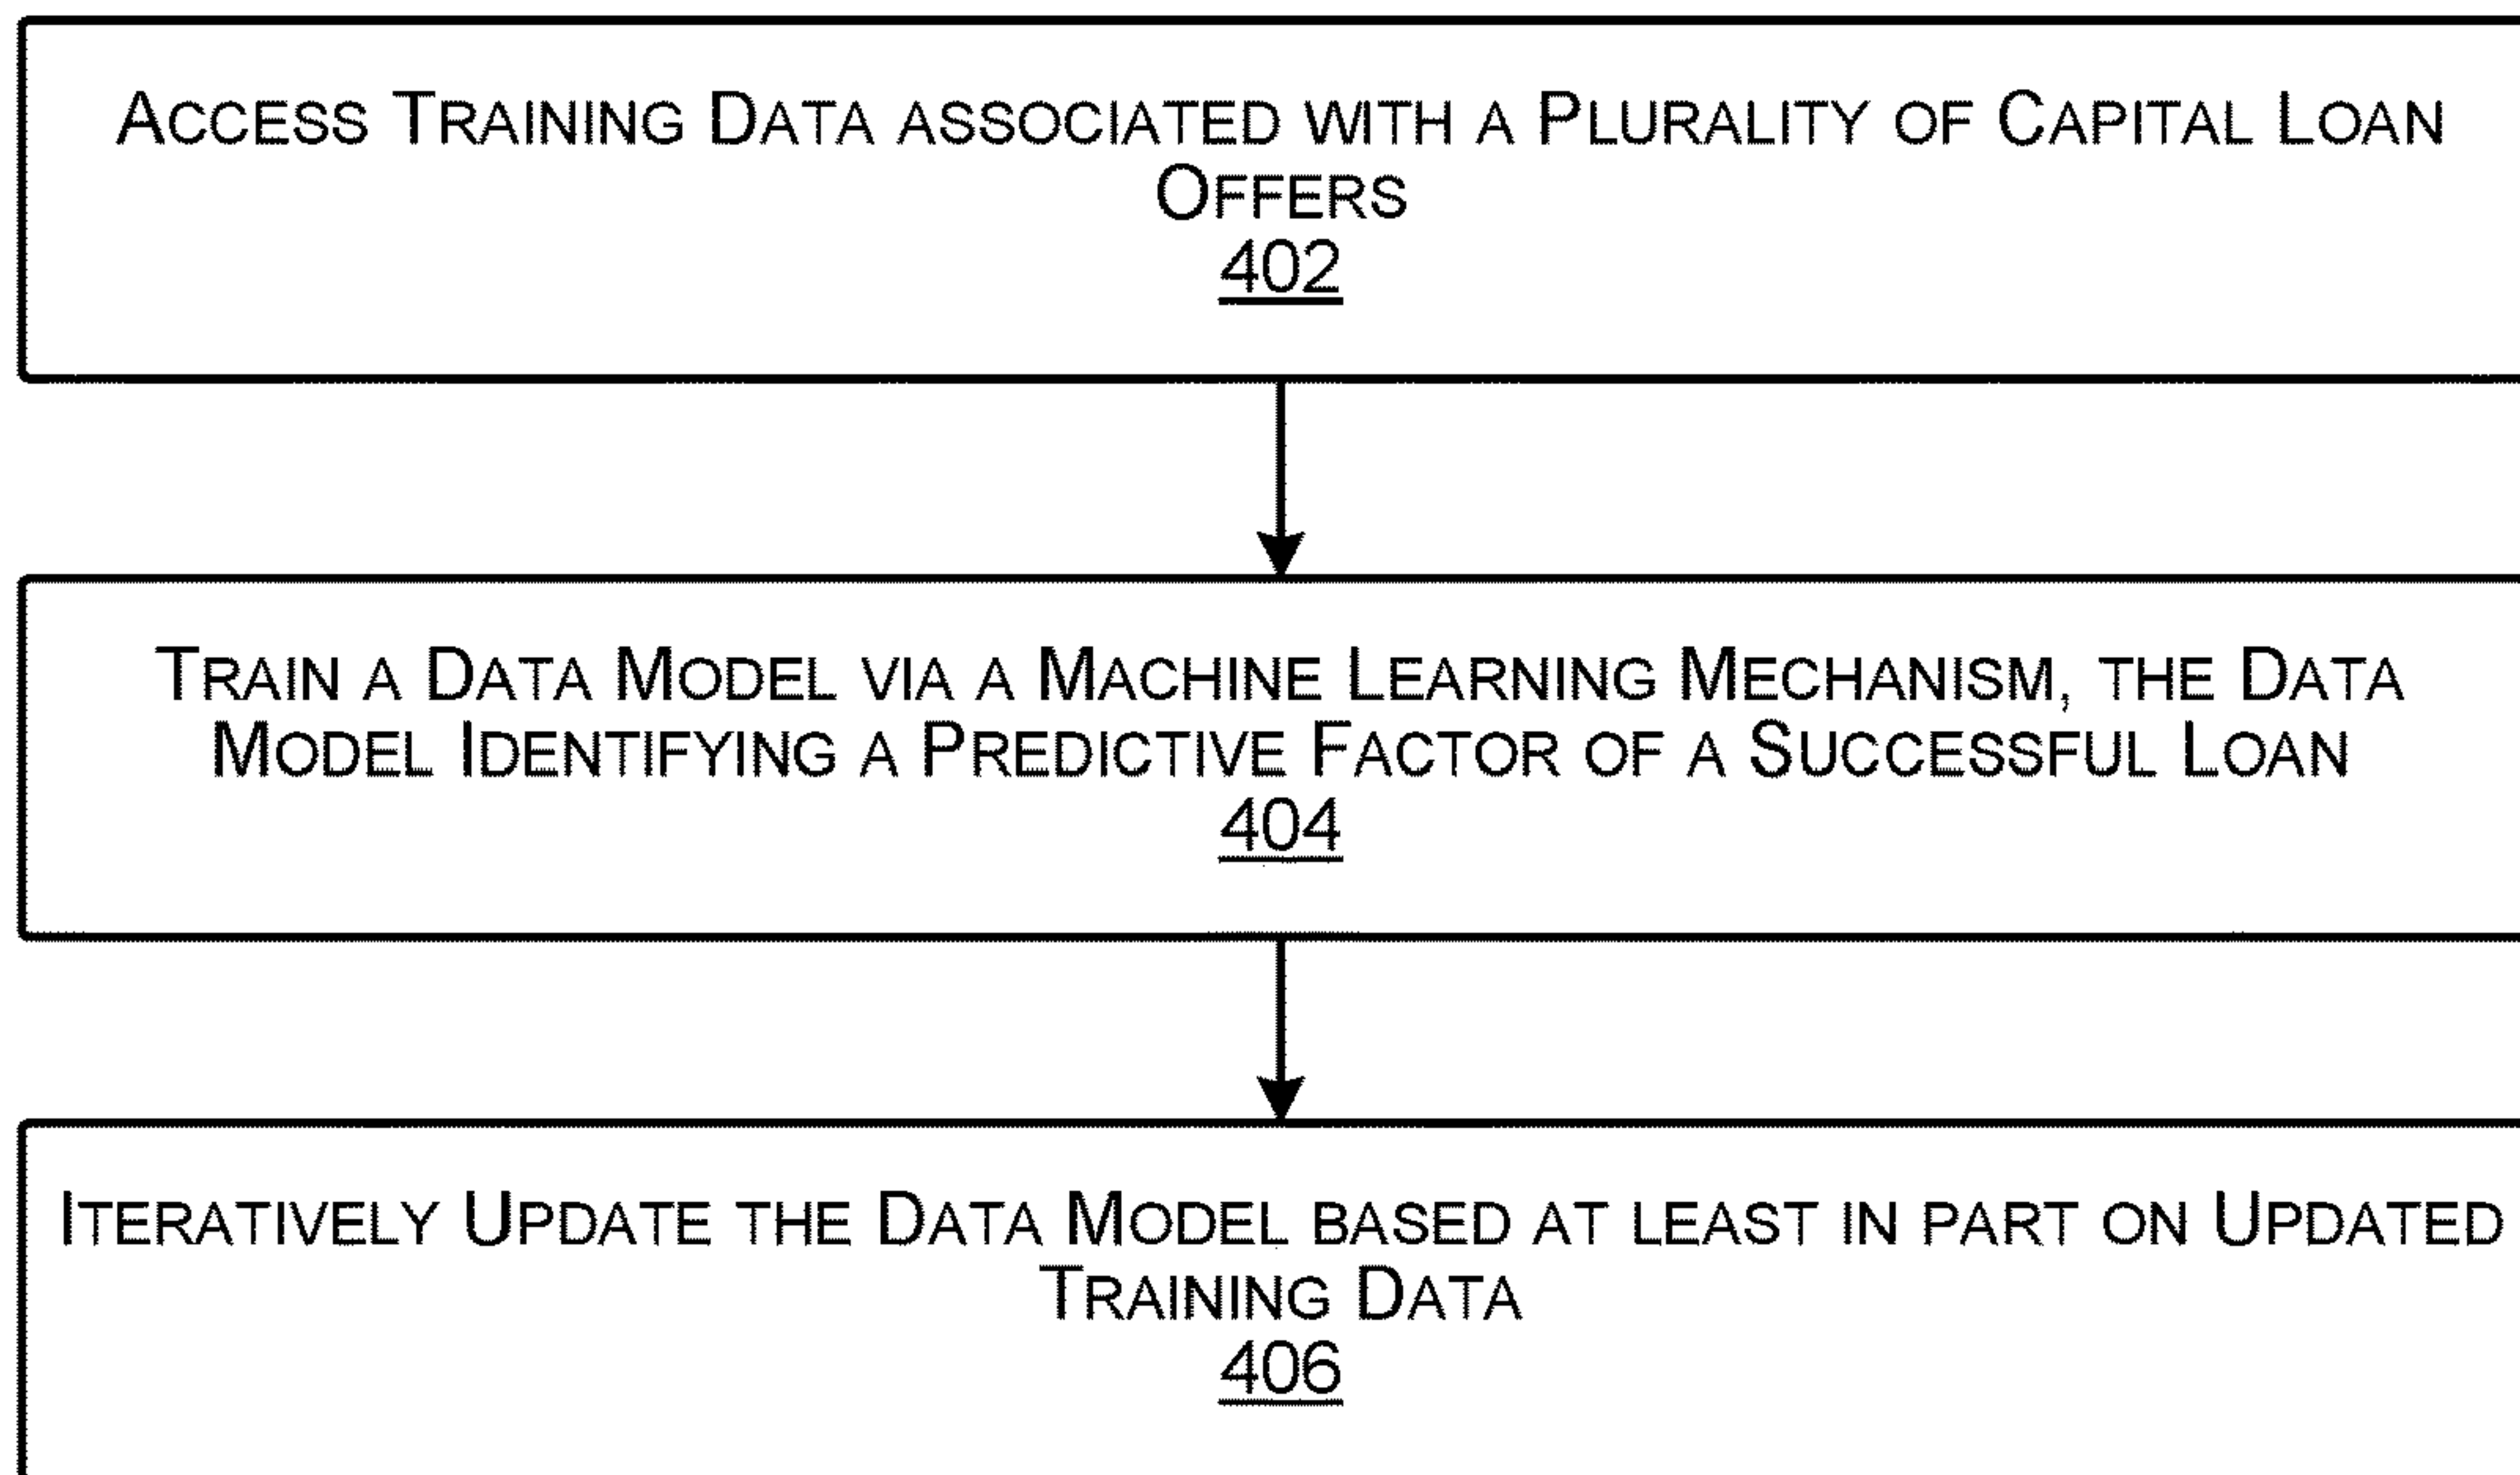 ACCESS TRAINING DATA ASSOCIATED WITH A PLURALITY OF CAPITAL LOAN
OFFERS
402
TRAIN A DATA MODEL VIA A MACHINE LEARNING MECHANISM, THE DATA
MODEL IDENTIFYING A PREDICTIVE FACTOR OF A SUCCESSFUL LOAN
404
ITERATIVELY UPDATE THE DATA MODEL BASED AT LEAST IN PART ON UPDATED
TRAINING DATA
406